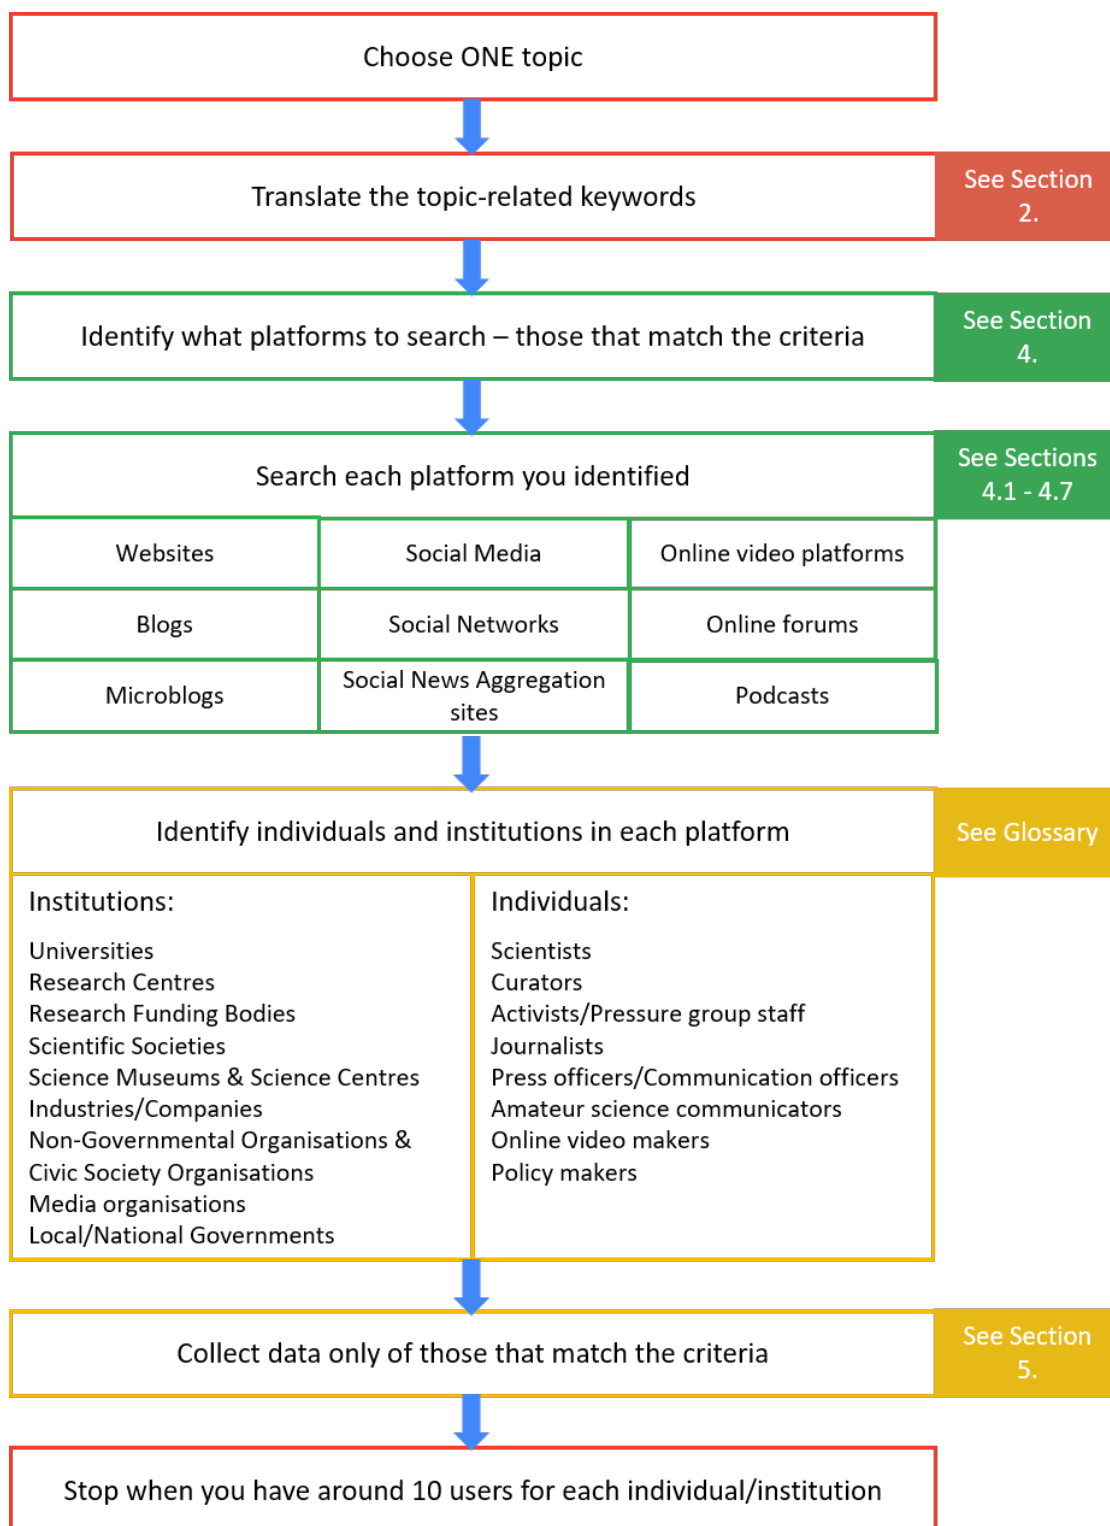 Choose ONE topic
Translate the topic-related keywords
See Section
2.
Identify what platforms to search – those that match the criteria
See Section
4.
Search each platform you identified
See Sections
4.1 - 4.7
Websites
Social Media
Online video platforms
Blogs
Social Networks
Online forums
Microblogs
Social News Aggregation
sites
Podcasts
Identify individuals and institutions in each platform
See Glossary
Institutions:
Universities
Research Centres
Research Funding Bodies
Scientific Societies
Science Museums & Science Centres
Industries/Companies
Non-Governmental Organisations &
Civic Society Organisations
Media organisations
Local/National Governments
Individuals:
Scientists
Curators
Activists/Pressure group staff
Journalists
Press officers/Communication officers
Amateur science communicators
Online video makers
Policy makers
Collect data only of those that match the criteria
See Section
5.
Stop when you have around 10 users for each individual/institution